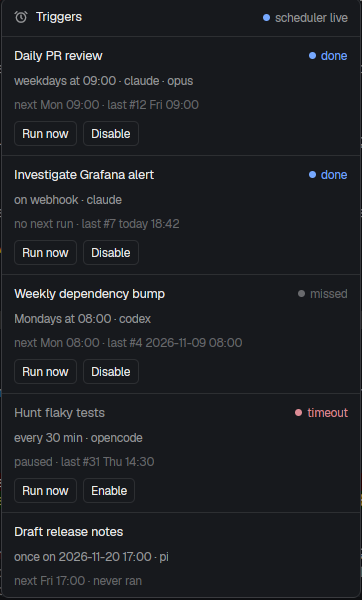 Triggers
scheduler live
Daily PR review
done
weekdays at 09:00 · claude · opus
next Mon 09:00 · last #12 Fri 09:00
Run now
Disable
Investigate Grafana alert
done
on webhook · claude
no next run · last #7 today 18:42
Run now
Disable
Weekly dependency bump
missed
Mondays at 08:00 · codex
next Mon 08:00 · last #4 2026-11-09 08:00
Run now
Disable
Hunt flaky tests
timeout
every 30 min · opencode
paused · last #31 Thu 14:30
Run now
Enable
Draft release notes
once on 2026-11-20 17:00 · pi
next Fri 17:00 · never ran